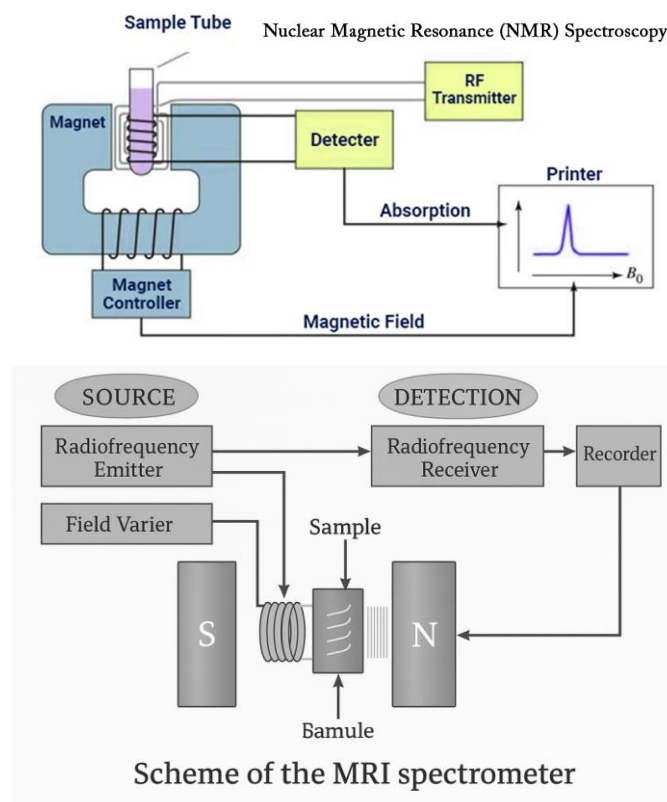 Sample Tube
Nuclear Magnetic Resonance (NMR) Spectroscopy
RF
Transmitter
Magnet
Detecter
Printer
Absorption
B0
Magnet
Controller
Magnetic Field
SOURCE
DETECTION
Radiofrequency
Emitter
Radiofrequency
Receiver
Recorder
Field Varier
Sample
S
N
Бamule
Scheme of the MRI spectrometer